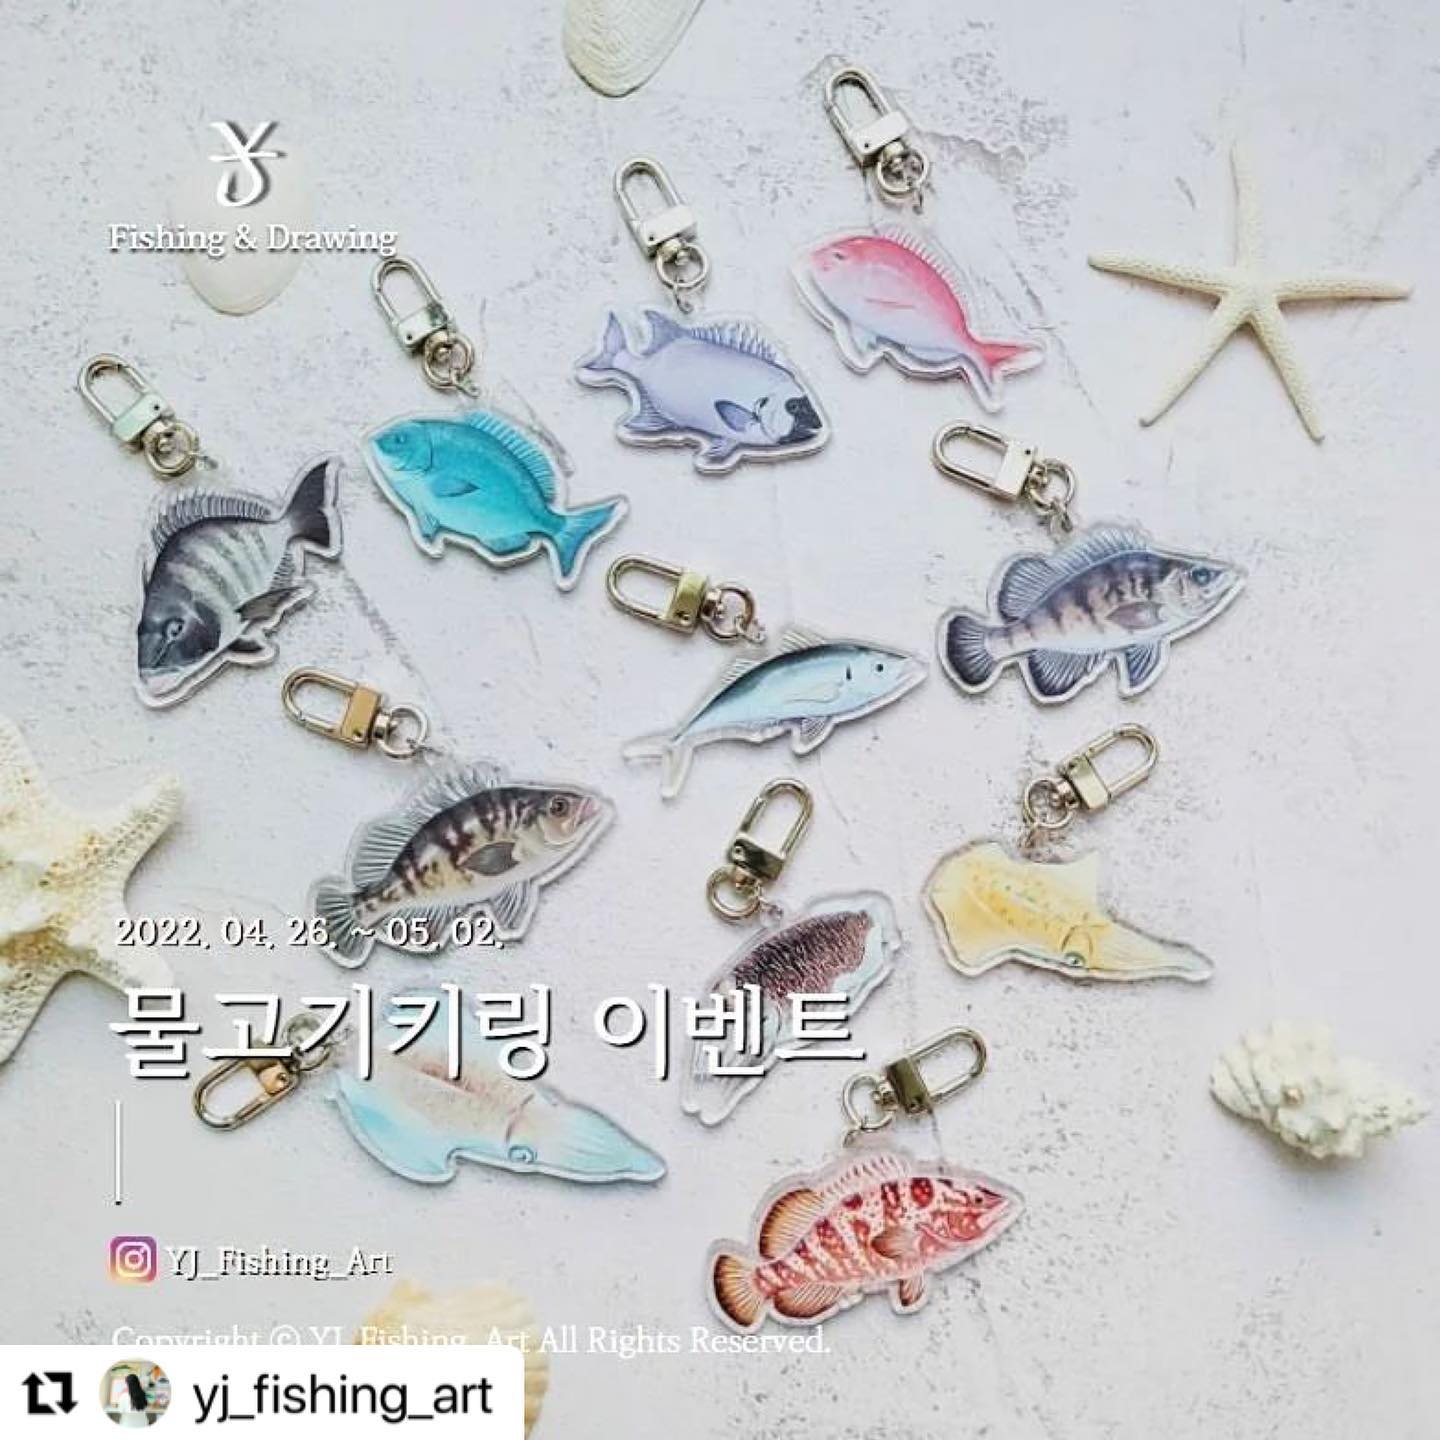 Fishing & Drawing
2022. 04. 26. ~ 05. 02.
물고기키링 이벤트
YJ_Fishing_Art
Copyright © YJ_Fishing_Art All Rights Reserved.
yj_fishing_art